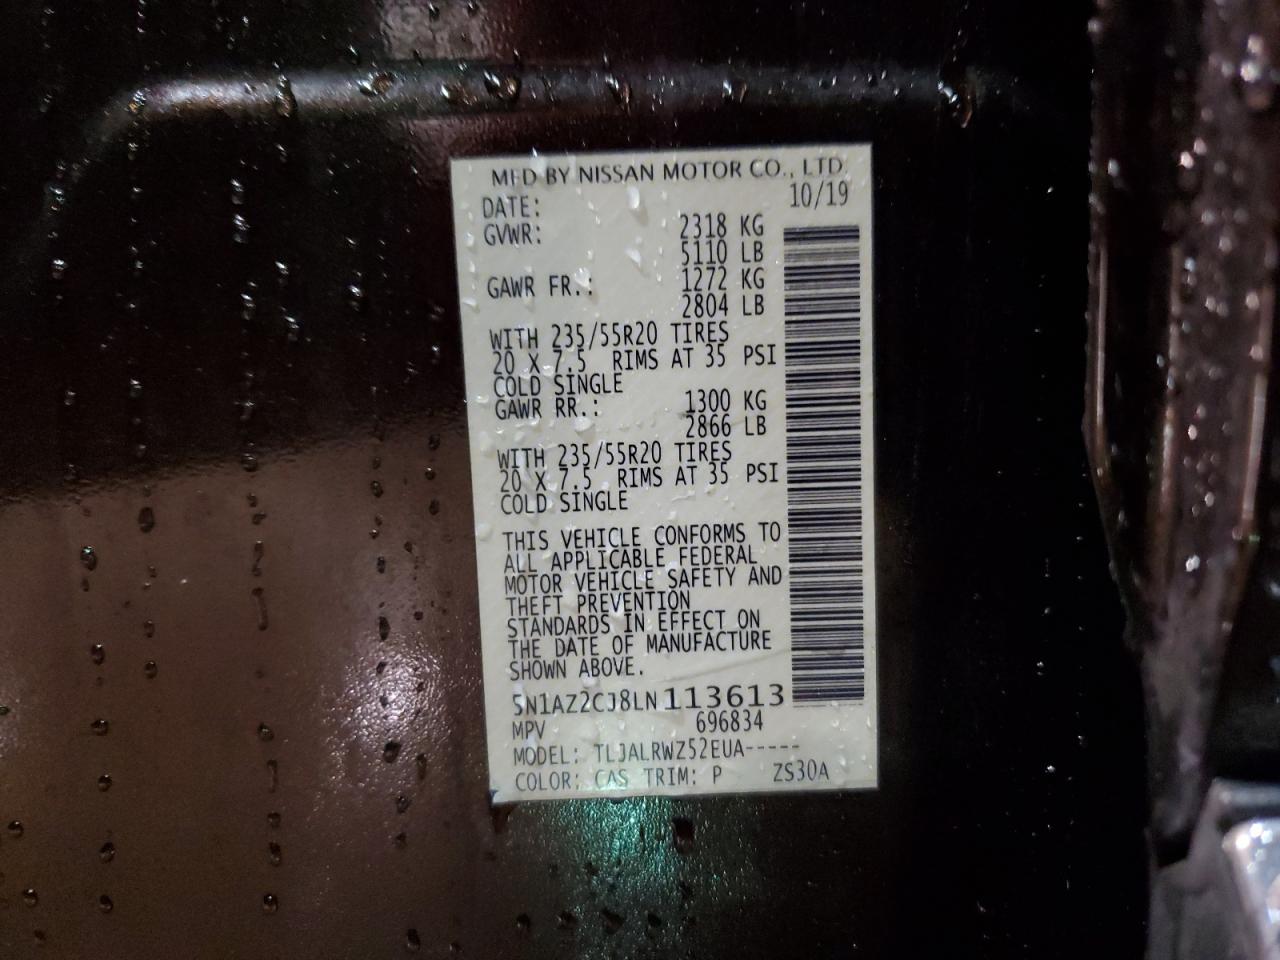 MFD BY NISSAN MOTOR CO., LTD
DATE: 10/19
GVWR: 2318 KG
5110 LB
GAWR FR.: 1272 KG
2804 LB
WITH 235/55R20 TIRES
20 X 7.5 RIMS AT 35 PSI
COLD SINGLE
GAWR RR.: 1300 KG
2866 LB
WITH 235/55R20 TIRES
20 X 7.5 RIMS AT 35 PSI
COLD SINGLE
THIS VEHICLE CONFORMS TO
ALL APPLICABLE FEDERAL
MOTOR VEHICLE SAFETY AND
THEFT PREVENTION
STANDARDS IN EFFECT ON
THE DATE OF MANUFACTURE
SHOWN ABOVE.
5N1AZ2CJ8LN113613
MPV 696834
MODEL: TLJALRWZ52EUA-----
COLOR: CAS TRIM: P ZS30A